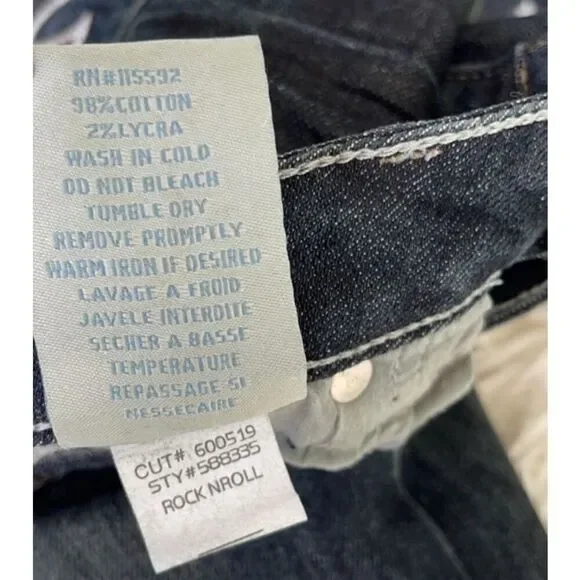 RN#115592
98%COTTON
2%LYCRA
WASH IN COLD
DO NOT BLEACH
TUMBLE DRY
REMOVE PROMPTLY
WARM IRON IF DESIRED
LAVAGE A FROID
JAVELE INTERDITE
SECHER A BASSE
TEMPERATURE
REPASSAGE SI
NESSECAIRE
CUT# 600519
STY#588335
ROCK NROLL